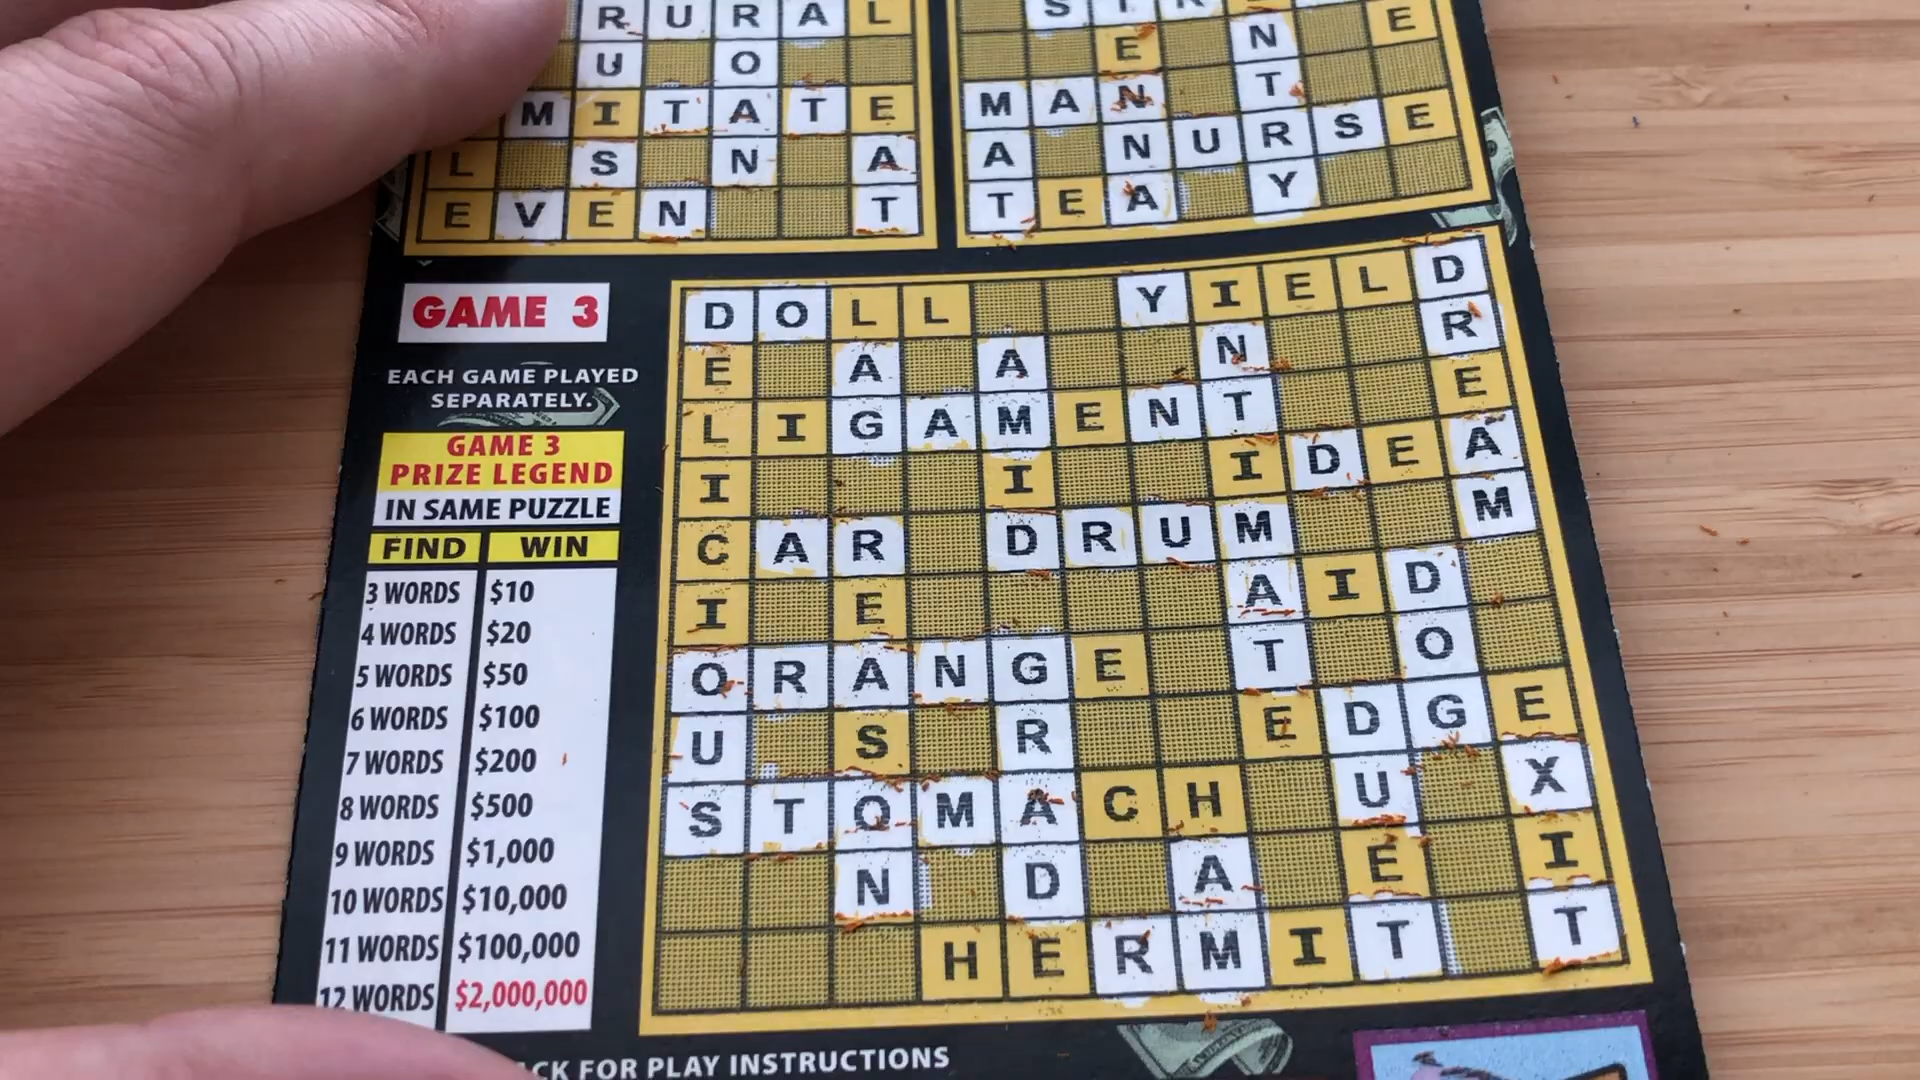 RURAL
U O
MITATE
L S N A
EVEN T
S
E N E
T
MAN
A NURSE
TEA Y
R
GAME 3
EACH GAME PLAYED
SEPARATELY.
GAME 3
PRIZE LEGEND
IN SAME PUZZLE
FIND WIN
3 WORDS $10
4 WORDS $20
5 WORDS $50
6 WORDS $100
7 WORDS $200
8 WORDS $500
9 WORDS $1,000
10 WORDS $10,000
11 WORDS $100,000
12 WORDS $2,000,000
DOLL YIELD
E A A N R
LIGAMENT E
I I IDEA
CAR DRUM M
I E AID
ORANGE T O
U S R EDGE
STOMACH U X
N D A E I
HERMIT T
ACK FOR PLAY INSTRUCTIONS